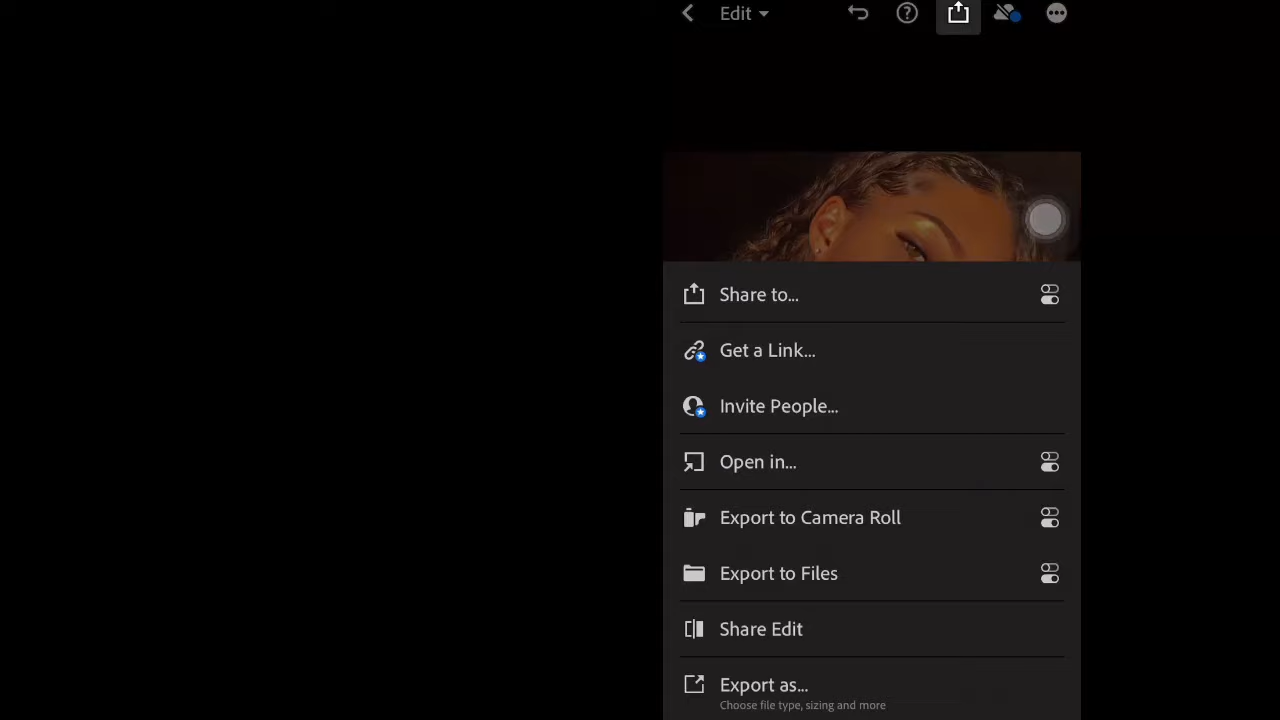 Edit
Share to...
Get a Link...
Invite People...
Open in...
Export to Camera Roll
Export to Files
Share Edit
Export as...
Choose file type, sizing and more